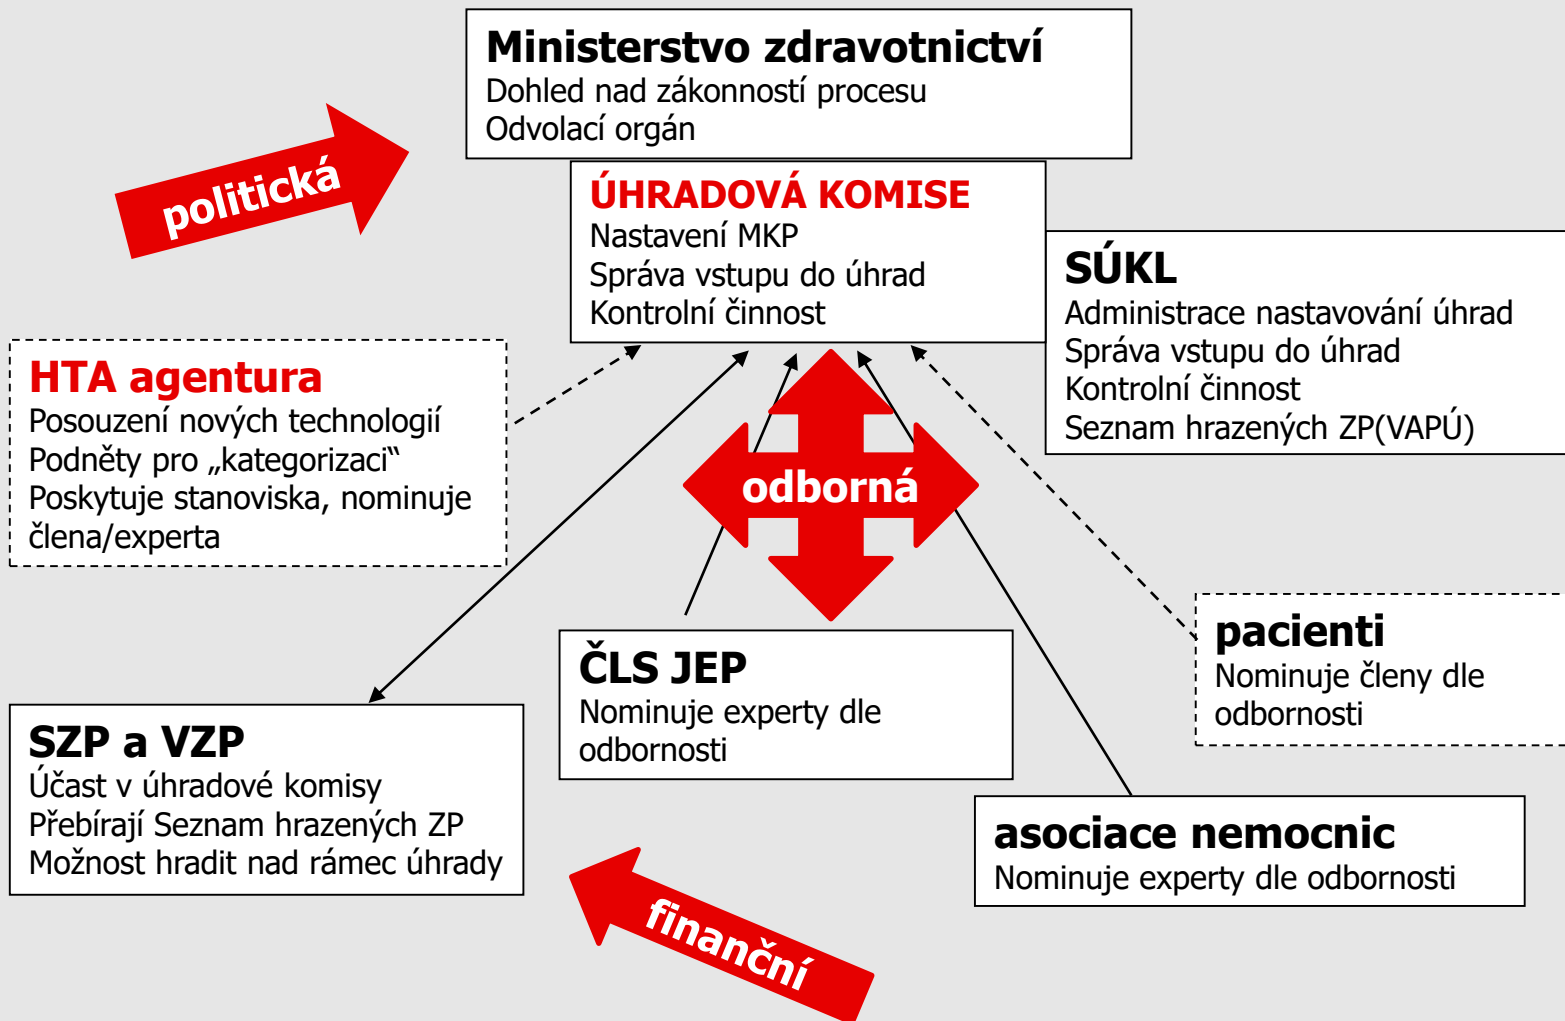 Ministerstvo zdravotnictví
Dohled nad zákonností procesu
Odvolací orgán
politická
ÚHRADOVÁ KOMISE
Nastavení MKP
Správa vstupu do úhrad
Kontrolní činnost
SÚKL
Administrace nastavování úhrad
Správa vstupu do úhrad
Kontrolní činnost
Seznam hrazených ZP(VAPÚ)
HTA agentura
Posouzení nových technologií
Podněty pro „kategorizaci“
Poskytuje stanoviska, nominuje
člena/experta
odborná
ČLS JEP
Nominuje experty dle
odbornosti
pacienti
Nominuje členy dle
odbornosti
SZP a VZP
Účast v úhradové komisy
Přebírají Seznam hrazených ZP
Možnost hradit nad rámec úhrady
asociace nemocnic
Nominuje experty dle odbornosti
finanční